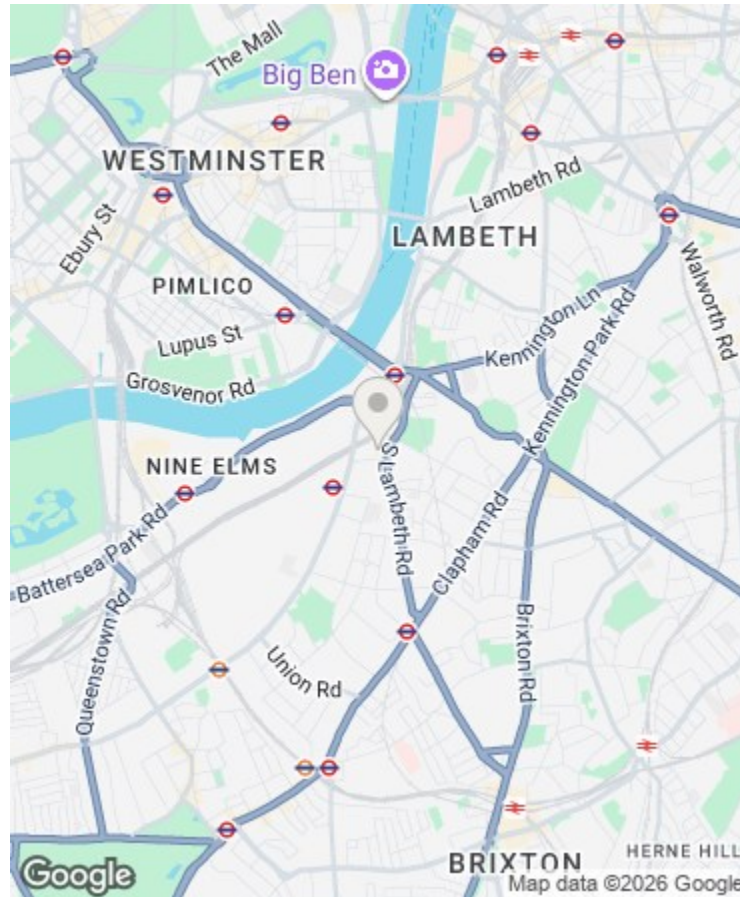 The Mall
Big Ben
WESTMINSTER
Lambeth Rd
Ebury St
LAMBETH
Walworth Rd
PIMLICO
Kennington Ln
Lupus St
Kennington Park Rd
Grosvenor Rd
NINE ELMS
S Lambeth Rd
Clapham Rd
Battersea Park Rd
Queenstown Rd
Brixton Rd
Union Rd
BRIXTON
HERNE HILL
Google
Map data ©2026 Google